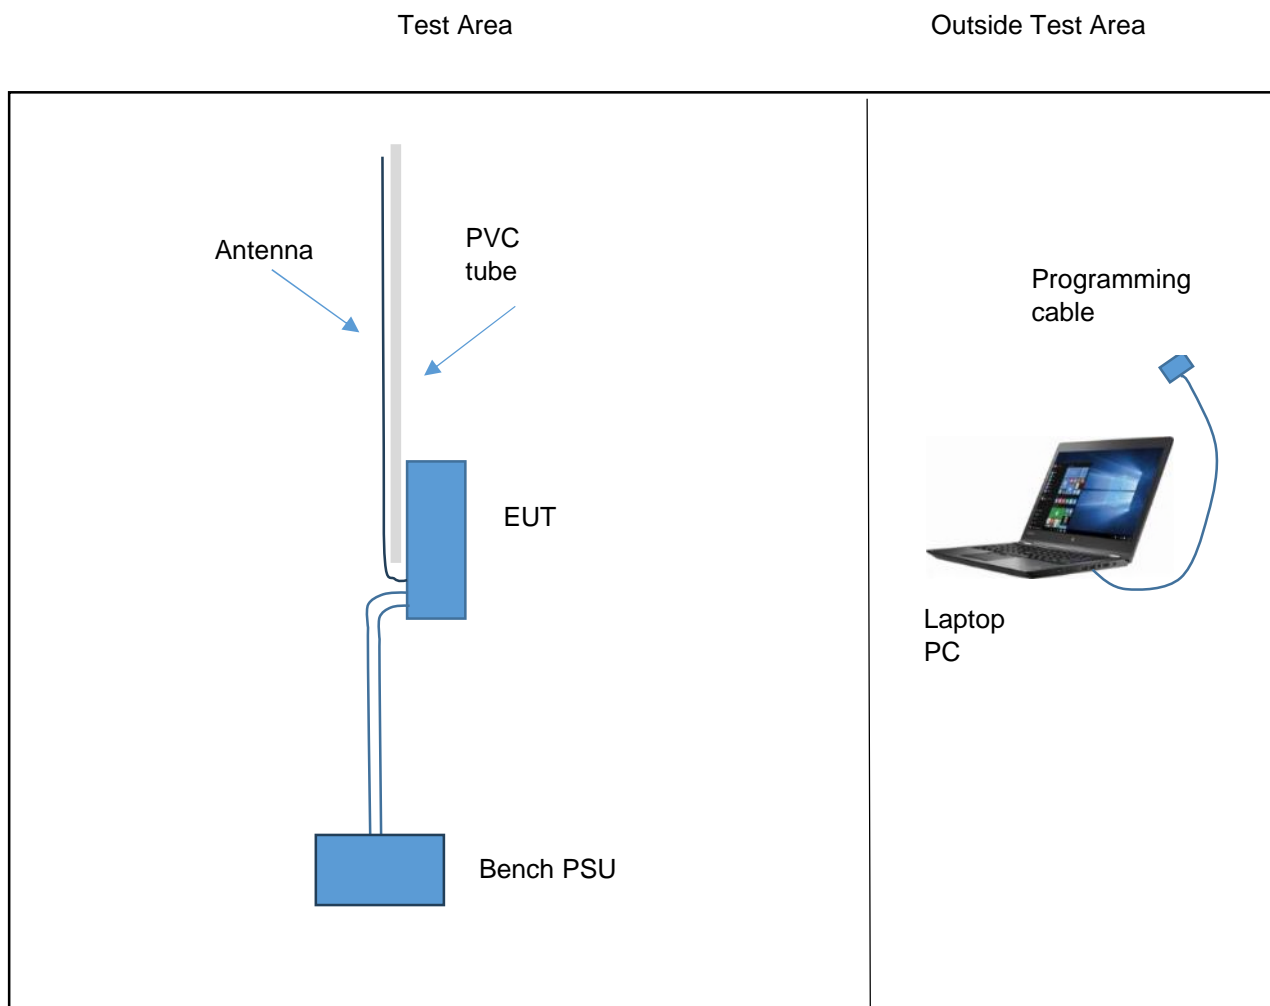 Test Area
Outside Test Area
Antenna
PVC
tube
Programming
cable
EUT
Laptop
PC
Bench PSU